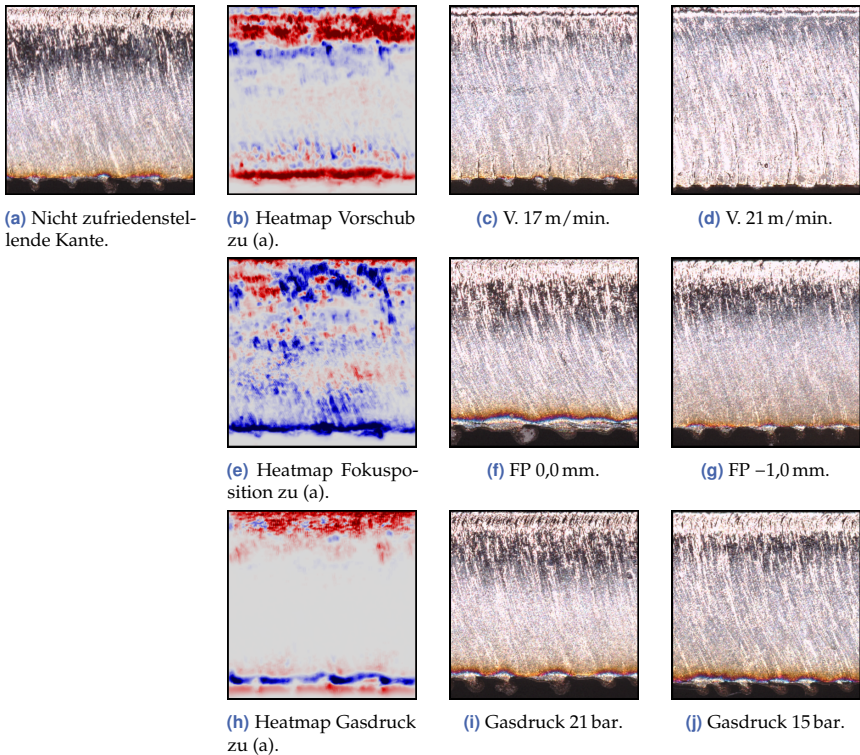 (a) Nicht zufriedenstel-
lende Kante.
(b) Heatmap Vorschub
zu (a).
(c) V. 17 m/min.
(d) V. 21 m/min.
(e) Heatmap Fokuspo-
sition zu (a).
(f) FP 0,0 mm.
(g) FP −1,0 mm.
(h) Heatmap Gasdruck
zu (a).
(i) Gasdruck 21 bar.
(j) Gasdruck 15 bar.